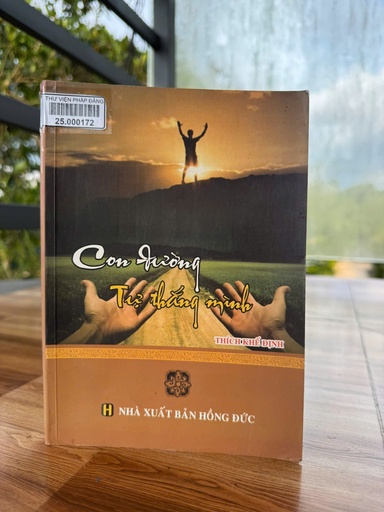 THƯ VIỆN PHÁP ĐĂNG
25.000172
Con đường
Tự thắng mình
THÍCH KHẾ ĐỊNH
H NHÀ XUẤT BẢN HỒNG ĐỨC